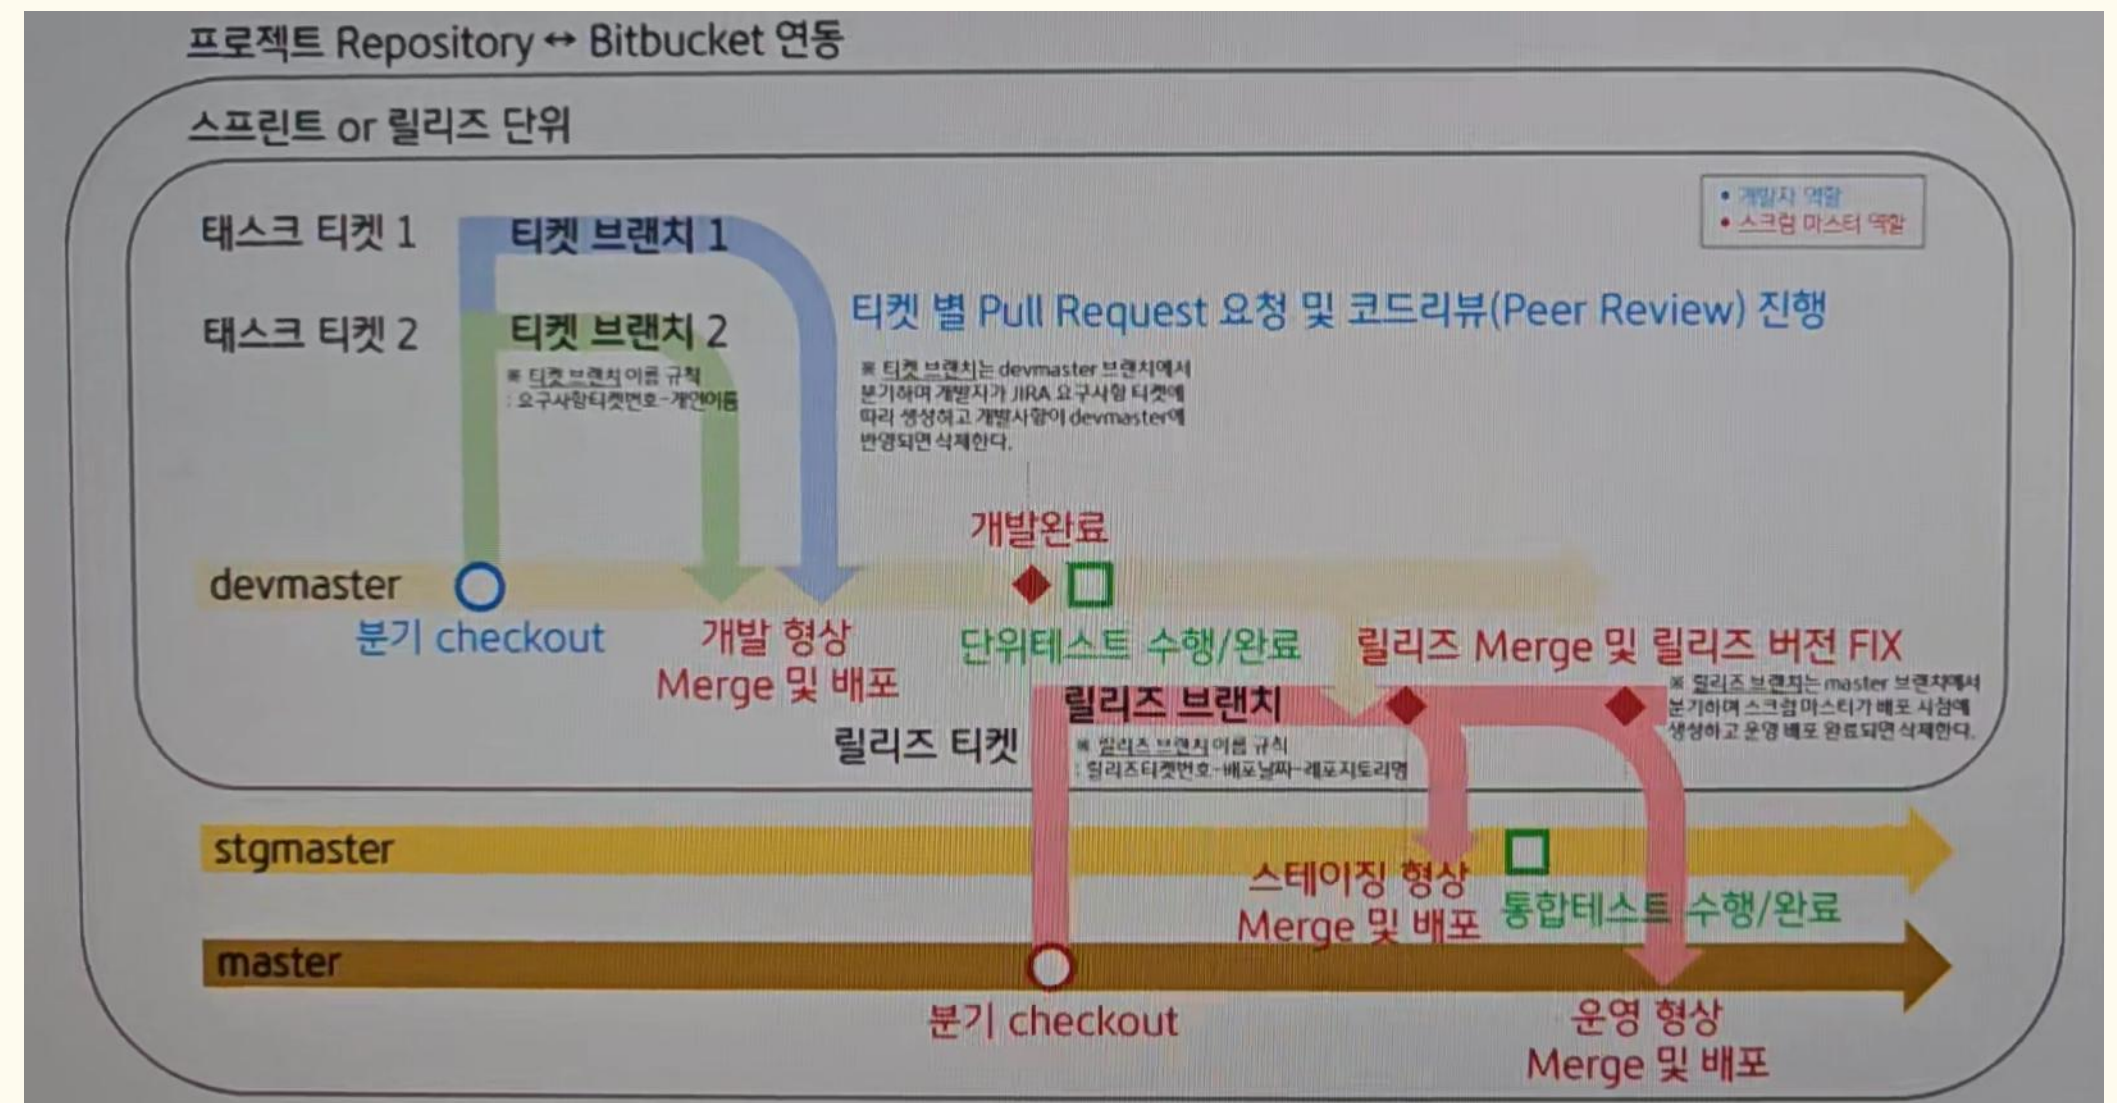 프로젝트 Repository ↔ Bitbucket 연동
스프린트 or 릴리즈 단위
• 개발자 역할
• 스크럼 마스터 역할
태스크 티켓 1
티켓 브랜치 1
태스크 티켓 2
티켓 브랜치 2
※ 티켓 브랜치 이름 규칙
: 요구사항티켓번호-개인이름
티켓 별 Pull Request 요청 및 코드리뷰(Peer Review) 진행
※ 티켓 브랜치는 devmaster 브랜치에서
분기하며 개발자가 JIRA 요구사항 티켓에
따라 생성하고 개발사항이 devmaster에
반영되면 삭제한다.
개발완료
devmaster
분기 checkout
개발 형상
Merge 및 배포
단위테스트 수행/완료
릴리즈 Merge 및 릴리즈 버전 FIX
릴리즈 브랜치
※ 릴리즈 브랜치는 master 브랜치에서
분기하며 스크럼 마스터가 배포 시점에
생성하고 운영 배포 완료되면 삭제한다.
릴리즈 티켓
※ 릴리즈 브랜치 이름 규칙
: 릴리즈티켓번호-배포날짜-레포지토리명
stgmaster
스테이징 형상
Merge 및 배포
통합테스트 수행/완료
master
분기 checkout
운영 형상
Merge 및 배포